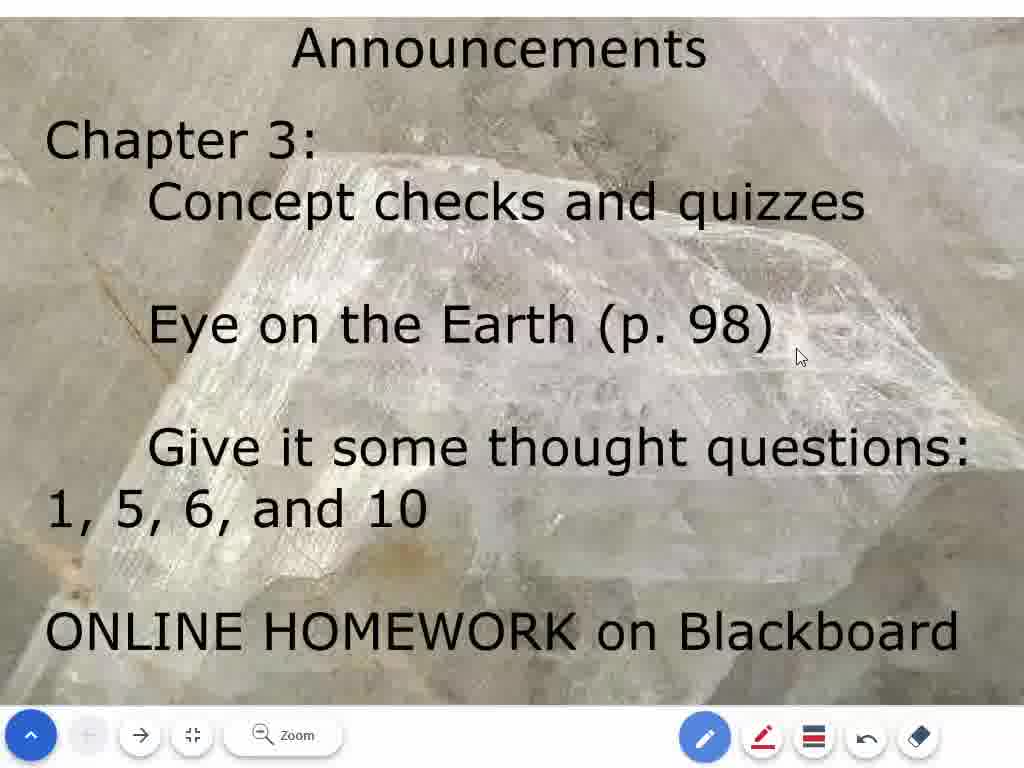 Announcements
Chapter 3:
Concept checks and quizzes
Eye on the Earth (p. 98)
Give it some thought questions:
1, 5, 6, and 10
ONLINE HOMEWORK on Blackboard
Zoom